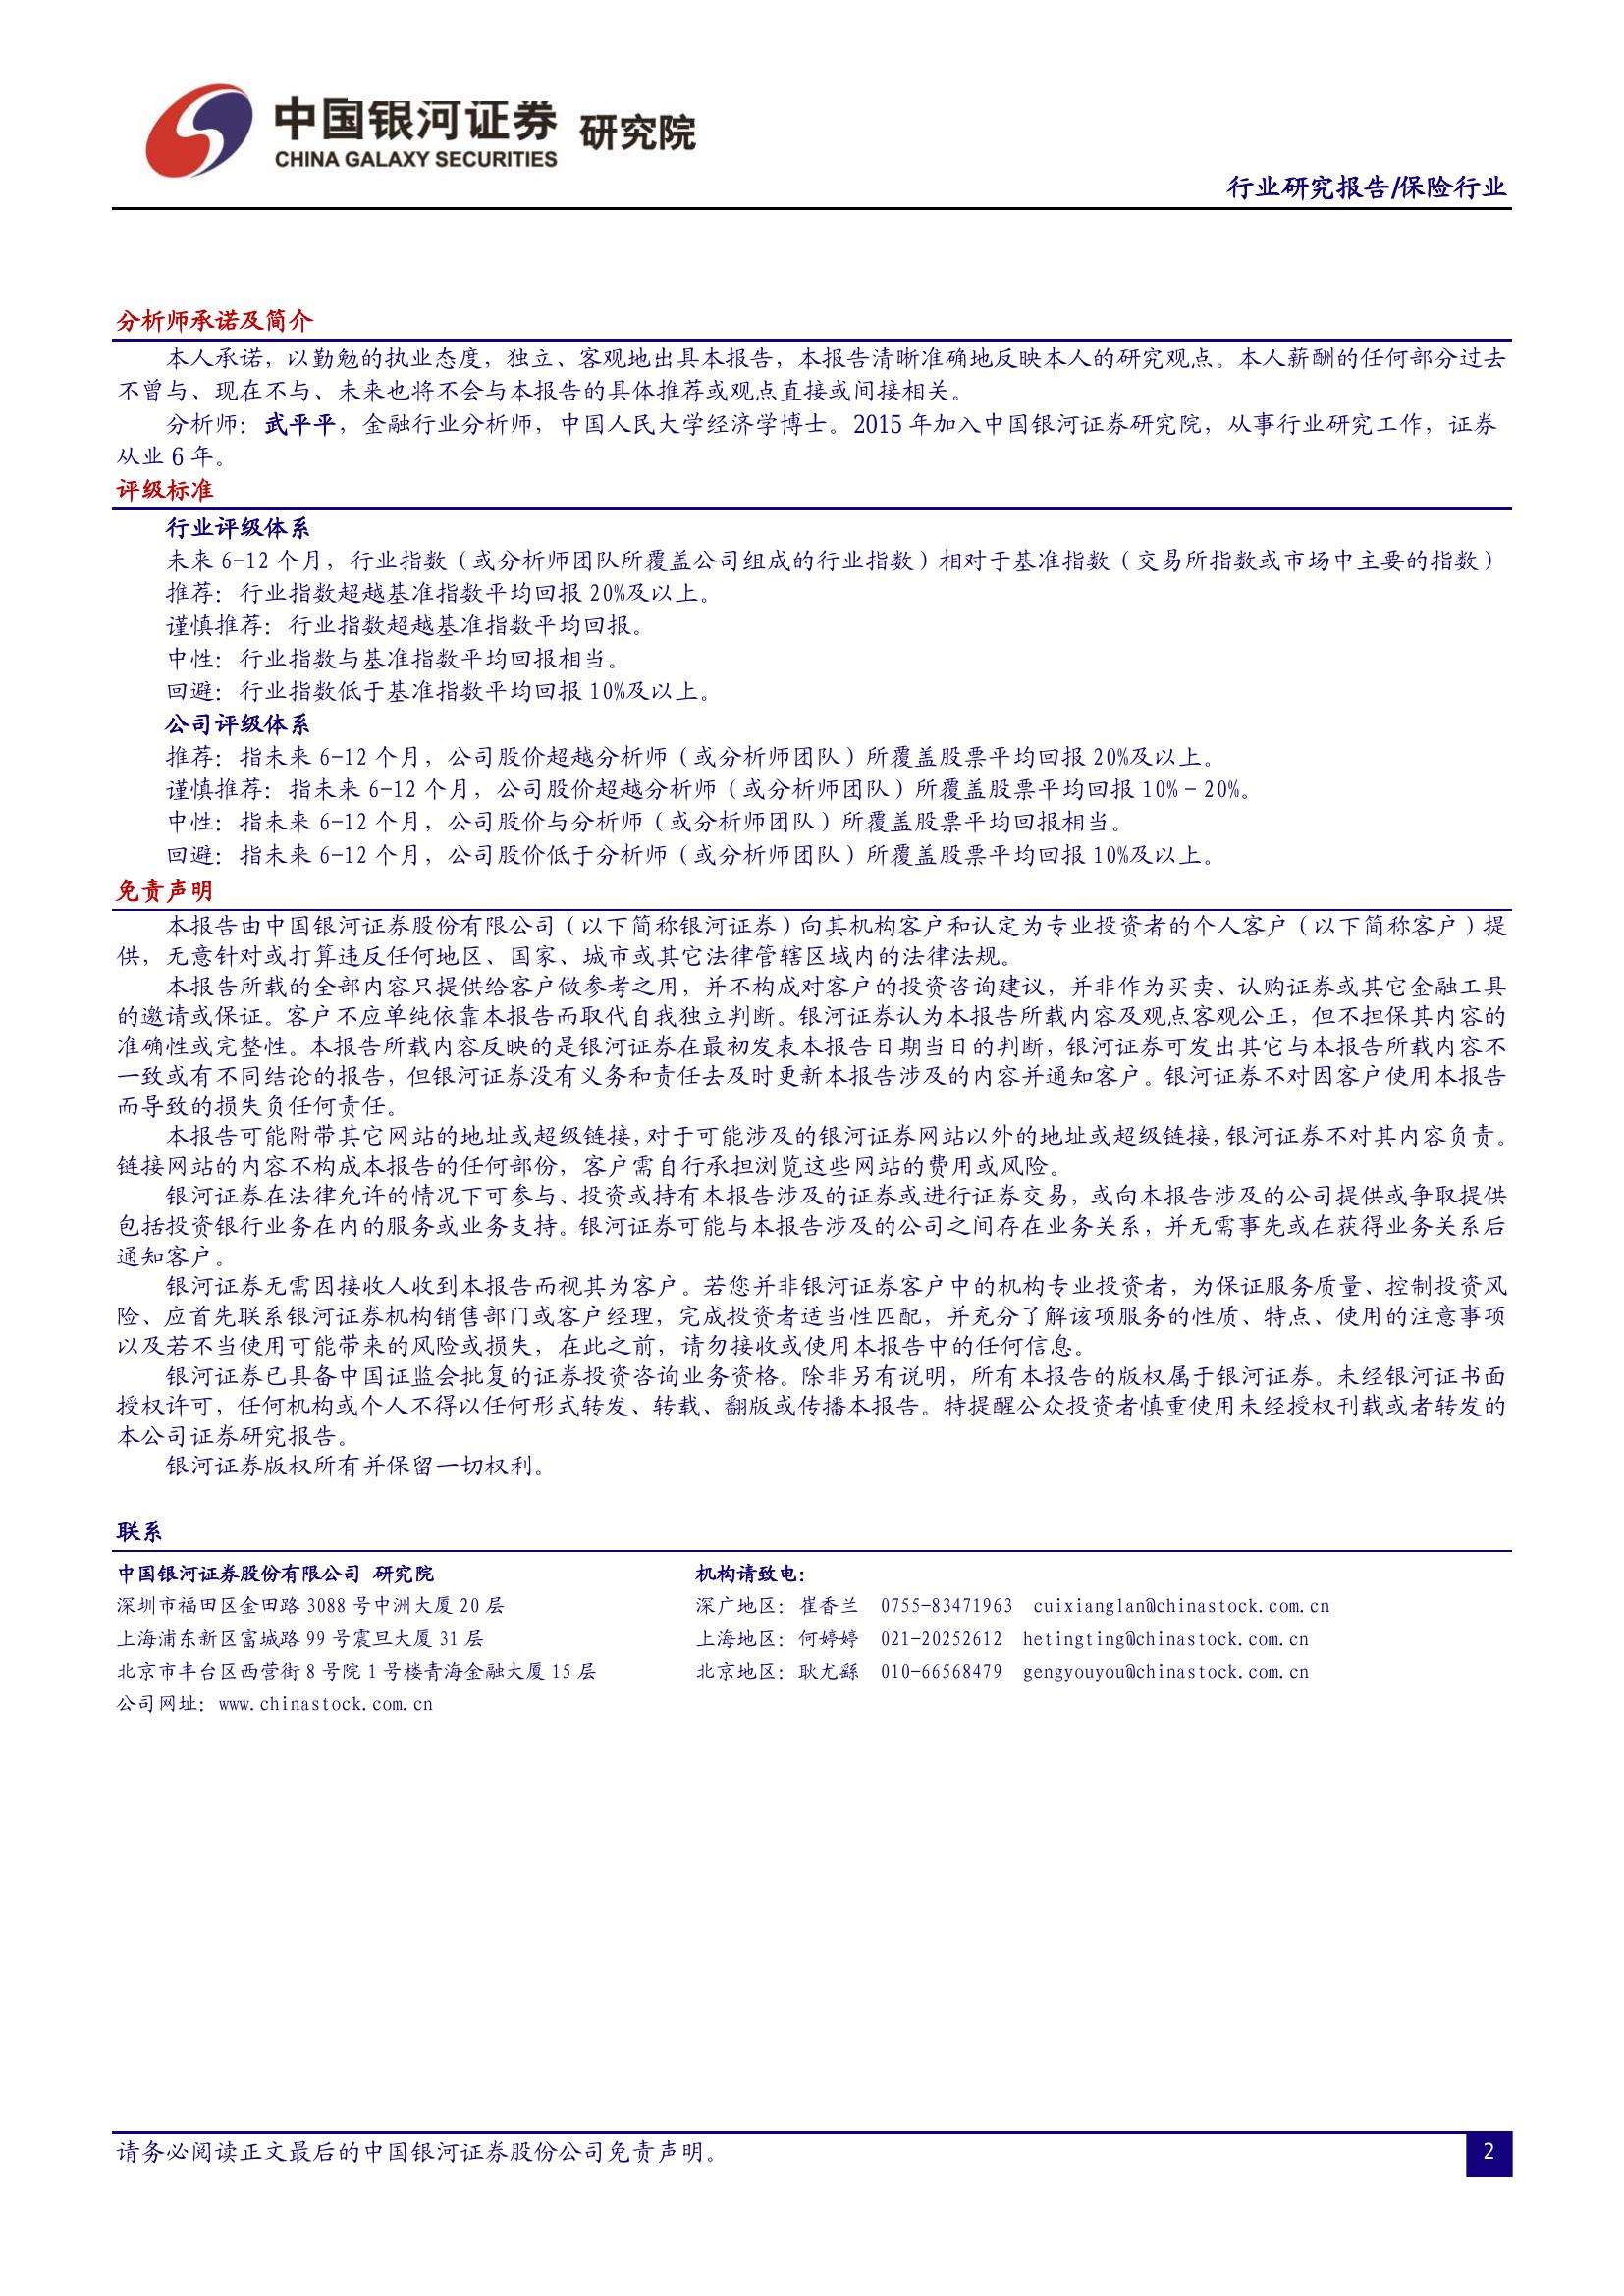 中国银河证券 研究院
CHINA GALAXY SECURITIES
行业研究报告/保险行业
分析师承诺及简介
本人承诺，以勤勉的执业态度，独立、客观地出具本报告，本报告清晰准确地反映本人的研究观点。本人薪酬的任何部分过去
不曾与、现在不与、未来也将不会与本报告的具体推荐或观点直接或间接相关。
分析师：武平平，金融行业分析师，中国人民大学经济学博士。2015 年加入中国银河证券研究院，从事行业研究工作，证券
从业 6 年。
评级标准
行业评级体系
未来 6-12 个月，行业指数（或分析师团队所覆盖公司组成的行业指数）相对于基准指数（交易所指数或市场中主要的指数）
推荐：行业指数超越基准指数平均回报 20%及以上。
谨慎推荐：行业指数超越基准指数平均回报。
中性：行业指数与基准指数平均回报相当。
回避：行业指数低于基准指数平均回报 10%及以上。
公司评级体系
推荐：指未来 6-12 个月，公司股价超越分析师（或分析师团队）所覆盖股票平均回报 20%及以上。
谨慎推荐：指未来 6-12 个月，公司股价超越分析师（或分析师团队）所覆盖股票平均回报 10%－20%。
中性：指未来 6-12 个月，公司股价与分析师（或分析师团队）所覆盖股票平均回报相当。
回避：指未来 6-12 个月，公司股价低于分析师（或分析师团队）所覆盖股票平均回报 10%及以上。
免责声明
本报告由中国银河证券股份有限公司（以下简称银河证券）向其机构客户和认定为专业投资者的个人客户（以下简称客户）提
供，无意针对或打算违反任何地区、国家、城市或其它法律管辖区域内的法律法规。
本报告所载的全部内容只提供给客户做参考之用，并不构成对客户的投资咨询建议，并非作为买卖、认购证券或其它金融工具
的邀请或保证。客户不应单纯依靠本报告而取代自我独立判断。银河证券认为本报告所载内容及观点客观公正，但不担保其内容的
准确性或完整性。本报告所载内容反映的是银河证券在最初发表本报告日期当日的判断，银河证券可发出其它与本报告所载内容不
一致或有不同结论的报告，但银河证券没有义务和责任去及时更新本报告涉及的内容并通知客户。银河证券不对因客户使用本报告
而导致的损失负任何责任。
本报告可能附带其它网站的地址或超级链接，对于可能涉及的银河证券网站以外的地址或超级链接，银河证券不对其内容负责。
链接网站的内容不构成本报告的任何部份，客户需自行承担浏览这些网站的费用或风险。
银河证券在法律允许的情况下可参与、投资或持有本报告涉及的证券或进行证券交易，或向本报告涉及的公司提供或争取提供
包括投资银行业务在内的服务或业务支持。银河证券可能与本报告涉及的公司之间存在业务关系，并无需事先或在获得业务关系后
通知客户。
银河证券无需因接收人收到本报告而视其为客户。若您并非银河证券客户中的机构专业投资者，为保证服务质量、控制投资风
险、应首先联系银河证券机构销售部门或客户经理，完成投资者适当性匹配，并充分了解该项服务的性质、特点、使用的注意事项
以及若不当使用可能带来的风险或损失，在此之前，请勿接收或使用本报告中的任何信息。
银河证券已具备中国证监会批复的证券投资咨询业务资格。除非另有说明，所有本报告的版权属于银河证券。未经银河证书面
授权许可，任何机构或个人不得以任何形式转发、转载、翻版或传播本报告。特提醒公众投资者慎重使用未经授权刊载或者转发的
本公司证券研究报告。
银河证券版权所有并保留一切权利。
联系
中国银河证券股份有限公司 研究院
机构请致电：
深圳市福田区金田路 3088 号中洲大厦 20 层
深广地区：崔香兰 0755-83471963 cuixianglan@chinastock.com.cn
上海浦东新区富城路 99 号震旦大厦 31 层
上海地区：何婷婷 021-20252612 hetingting@chinastock.com.cn
北京市丰台区西营街 8 号院 1 号楼青海金融大厦 15 层
北京地区：耿尤繇 010-66568479 gengyouyou@chinastock.com.cn
公司网址：www.chinastock.com.cn
请务必阅读正文最后的中国银河证券股份公司免责声明。
2